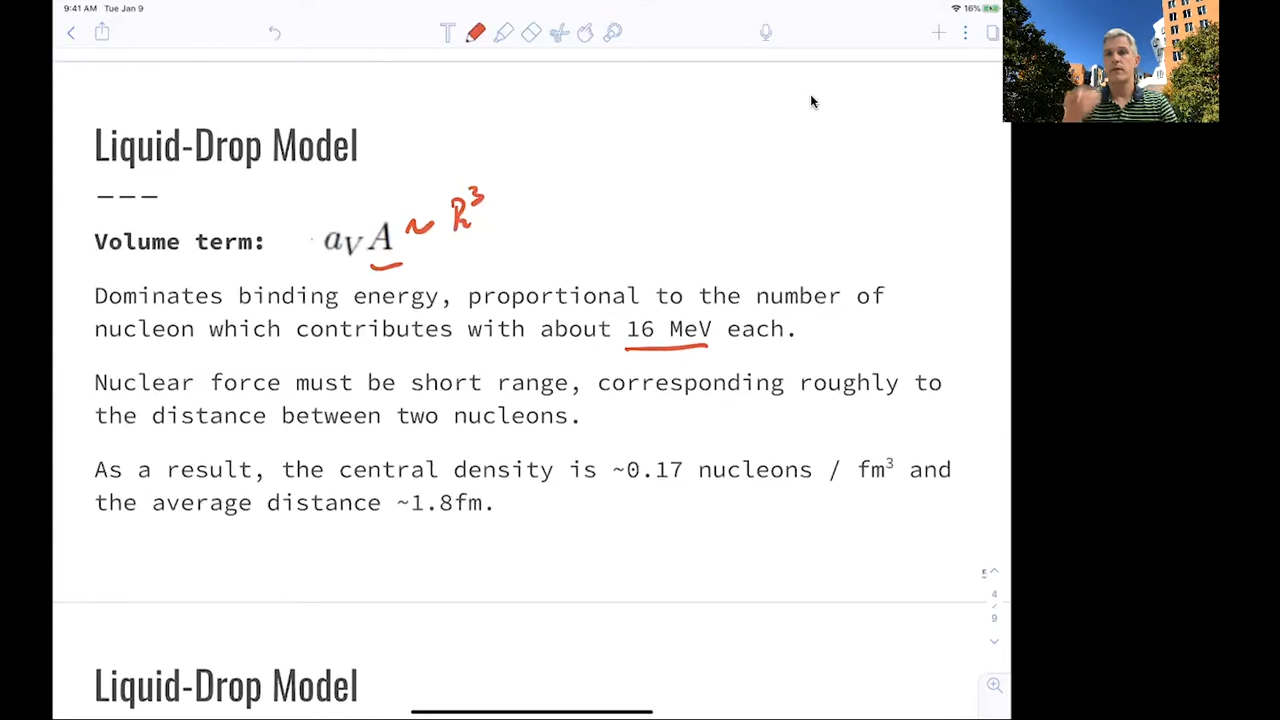 9:41 AM Tue Jan 9
16%
T
Liquid-Drop Model
---
Volume term: a_V A ~ R³
Dominates binding energy, proportional to the number of
nucleon which contributes with about 16 MeV each.
Nuclear force must be short range, corresponding roughly to
the distance between two nucleons.
As a result, the central density is ~0.17 nucleons / fm³ and
the average distance ~1.8fm.
4
/
9
Liquid-Drop Model